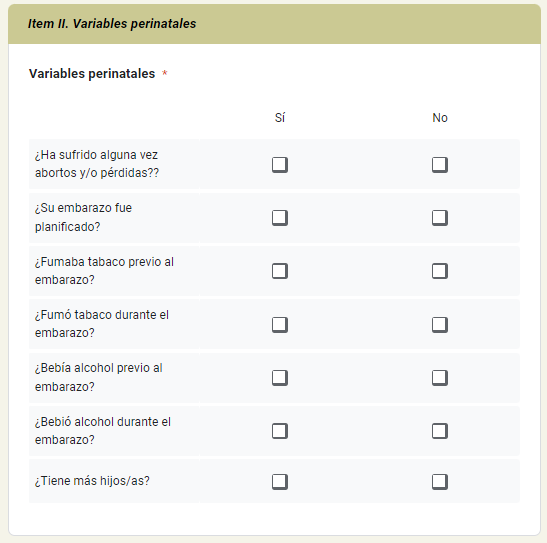 Item II. Variables perinatales
Variables perinatales *
Sí No
¿Ha sufrido alguna vez
abortos y/o pérdidas??
¿Su embarazo fue
planificado?
¿Fumaba tabaco previo al
embarazo?
¿Fumó tabaco durante el
embarazo?
¿Bebía alcohol previo al
embarazo?
¿Bebió alcohol durante el
embarazo?
¿Tiene más hijos/as?